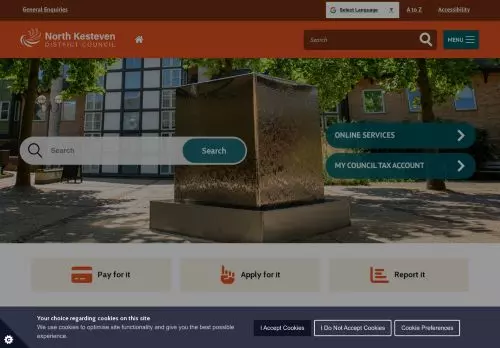 General Enquiries
Select Language
A to Z
Accessibility
North Kesteven
DISTRICT COUNCIL
Search
MENU
ONLINE SERVICES
Search
Search
MY COUNCIL TAX ACCOUNT
Pay for it
Apply for it
Report it
Your choice regarding cookies on this site
We use cookies to optimise site functionality and give you the best possible
experience.
I Accept Cookies
I Do Not Accept Cookies
Cookie Preferences